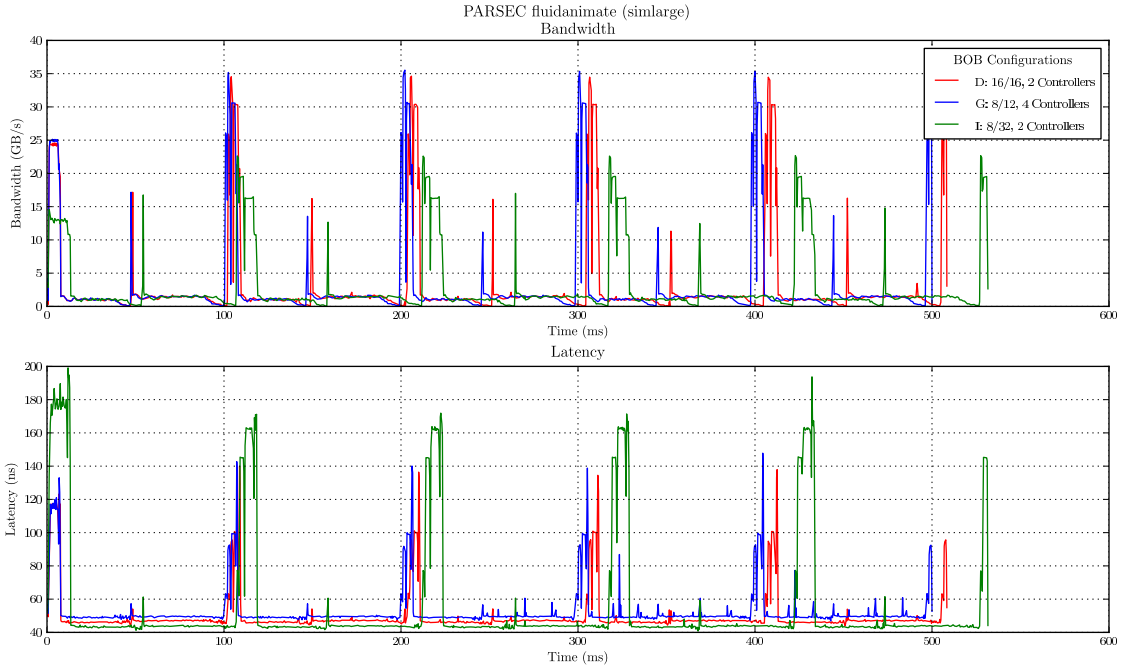 PARSEC fluidanimate (simlarge)
Bandwidth
40
35
30
25
20
15
10
5
0
Bandwidth (GB/s)
BOB Configurations
D: 16/16, 2 Controllers
G: 8/12, 4 Controllers
I: 8/32, 2 Controllers
0 100 200 300 400 500 600
Time (ms)
Latency
200
180
160
140
120
100
80
60
40
Latency (ns)
0 100 200 300 400 500 600
Time (ms)